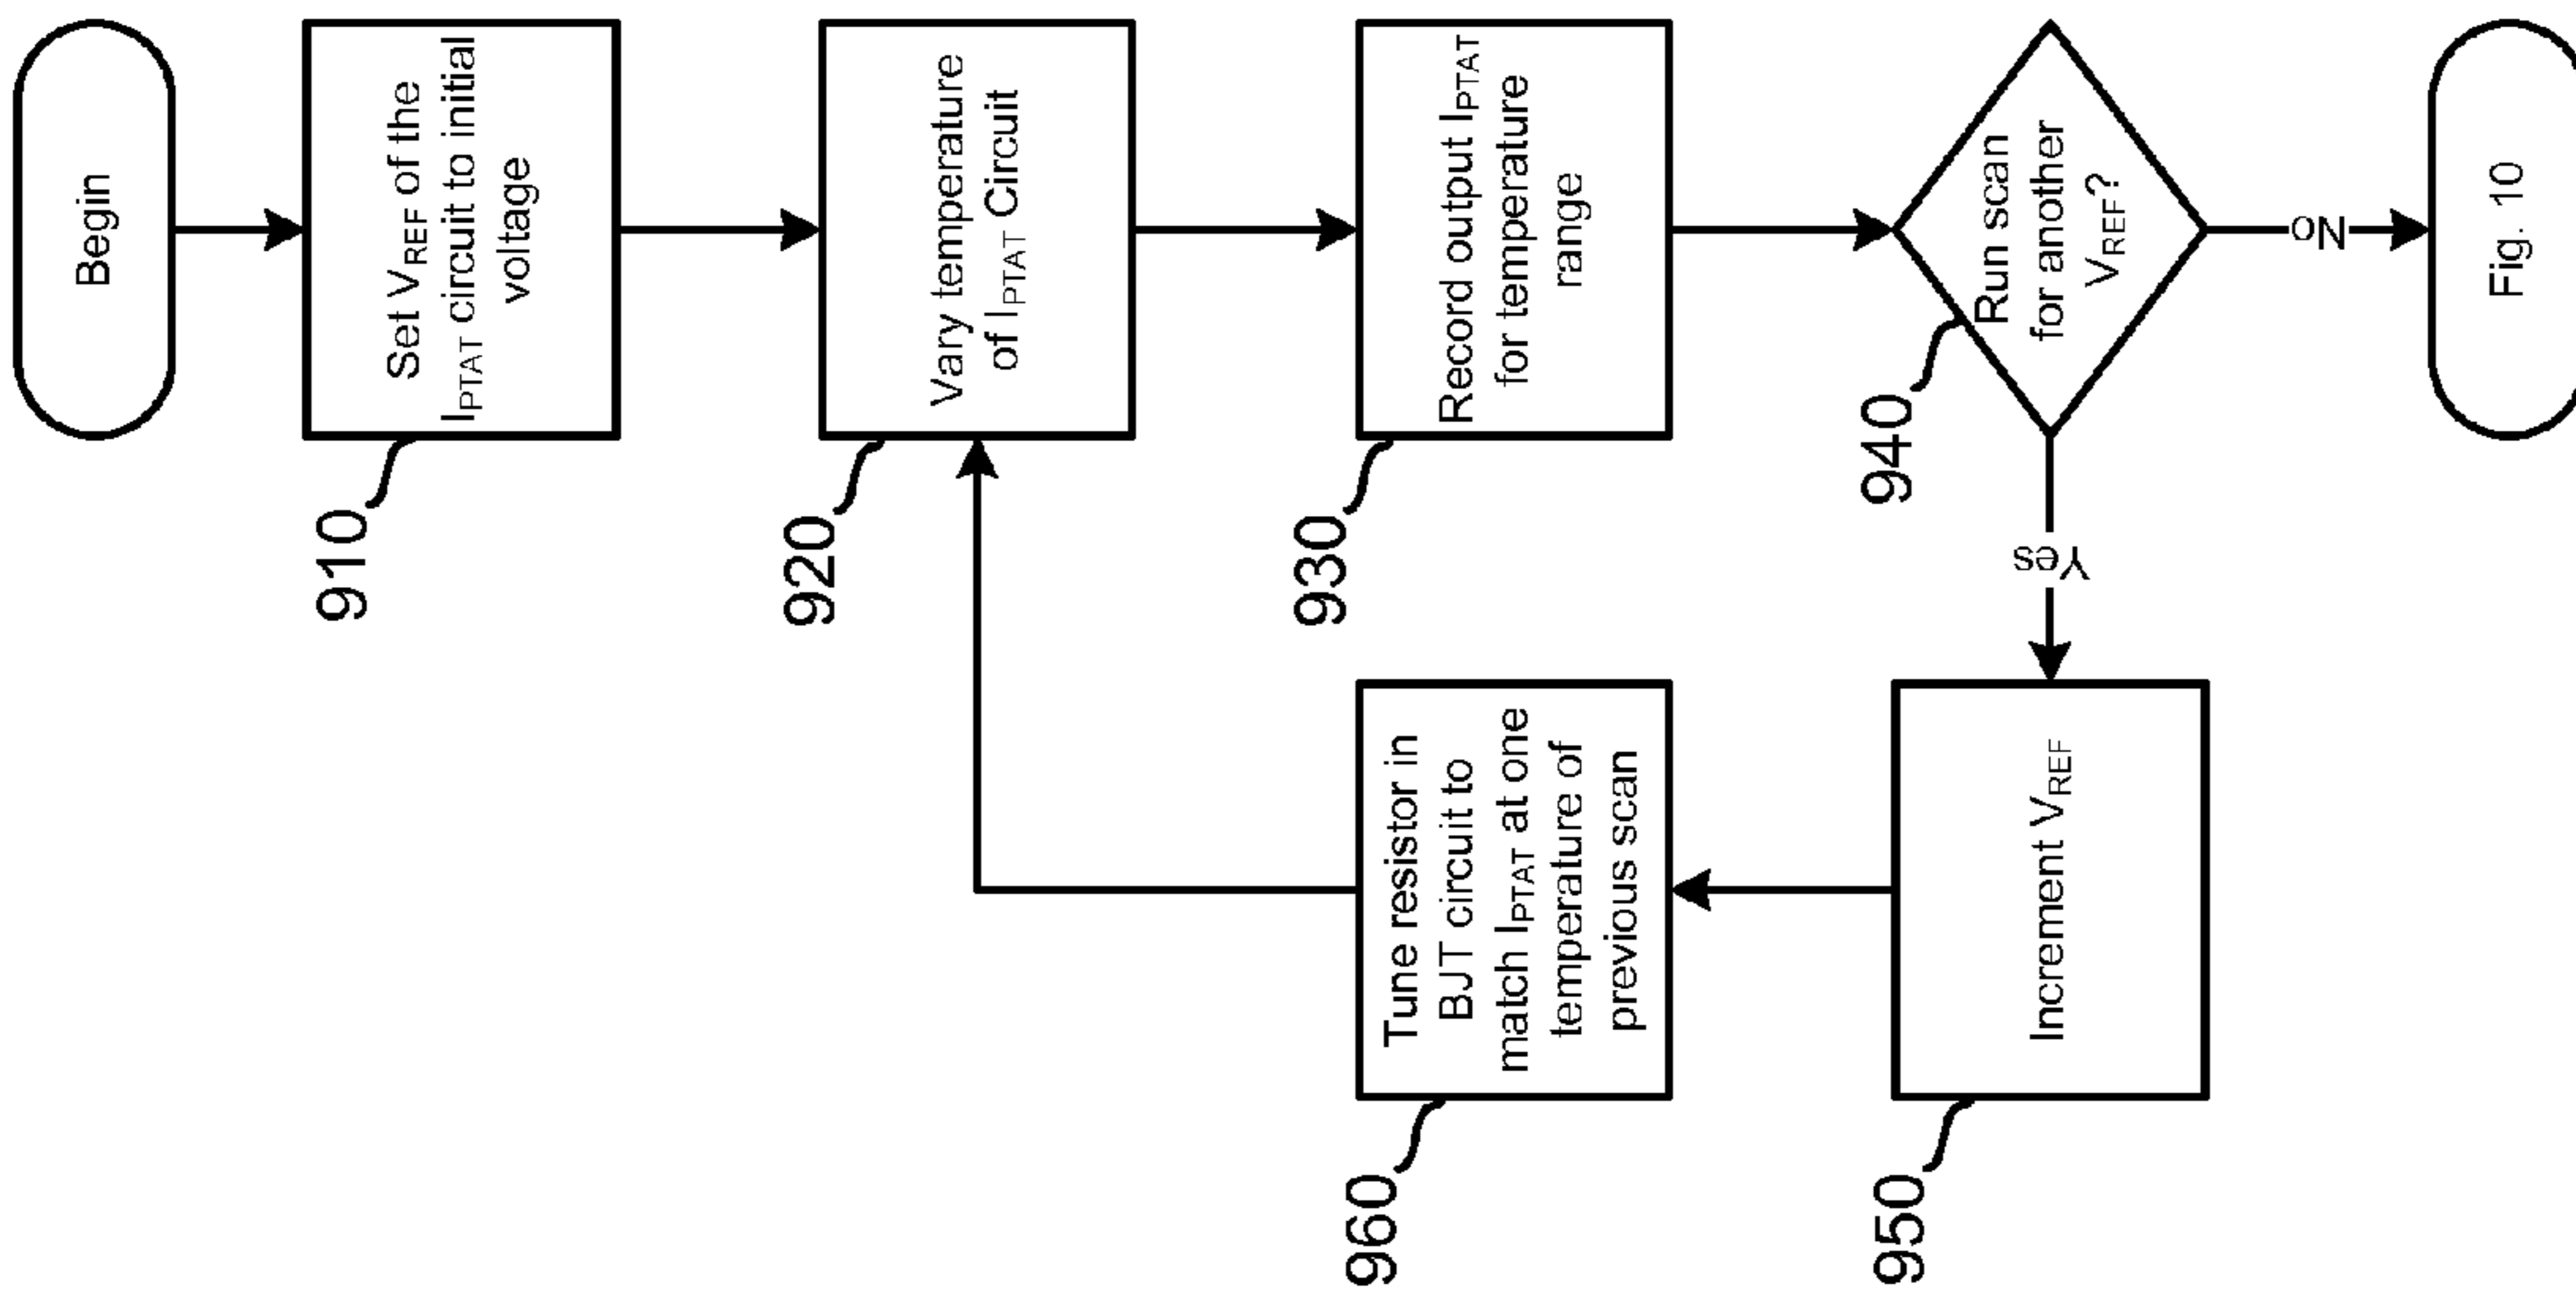 Begin
Set VREF of the
IPTAT circuit to initial
voltage
910
Vary temperature
of IPTAT Circuit
920
Record output IPTAT
for temperature
range
930
Run scan
for another
VREF?
940
No
Fig. 10
Yes
Increment VREF
950
Tune resistor in
BJT circuit to
match IPTAT at one
temperature of
previous scan
960